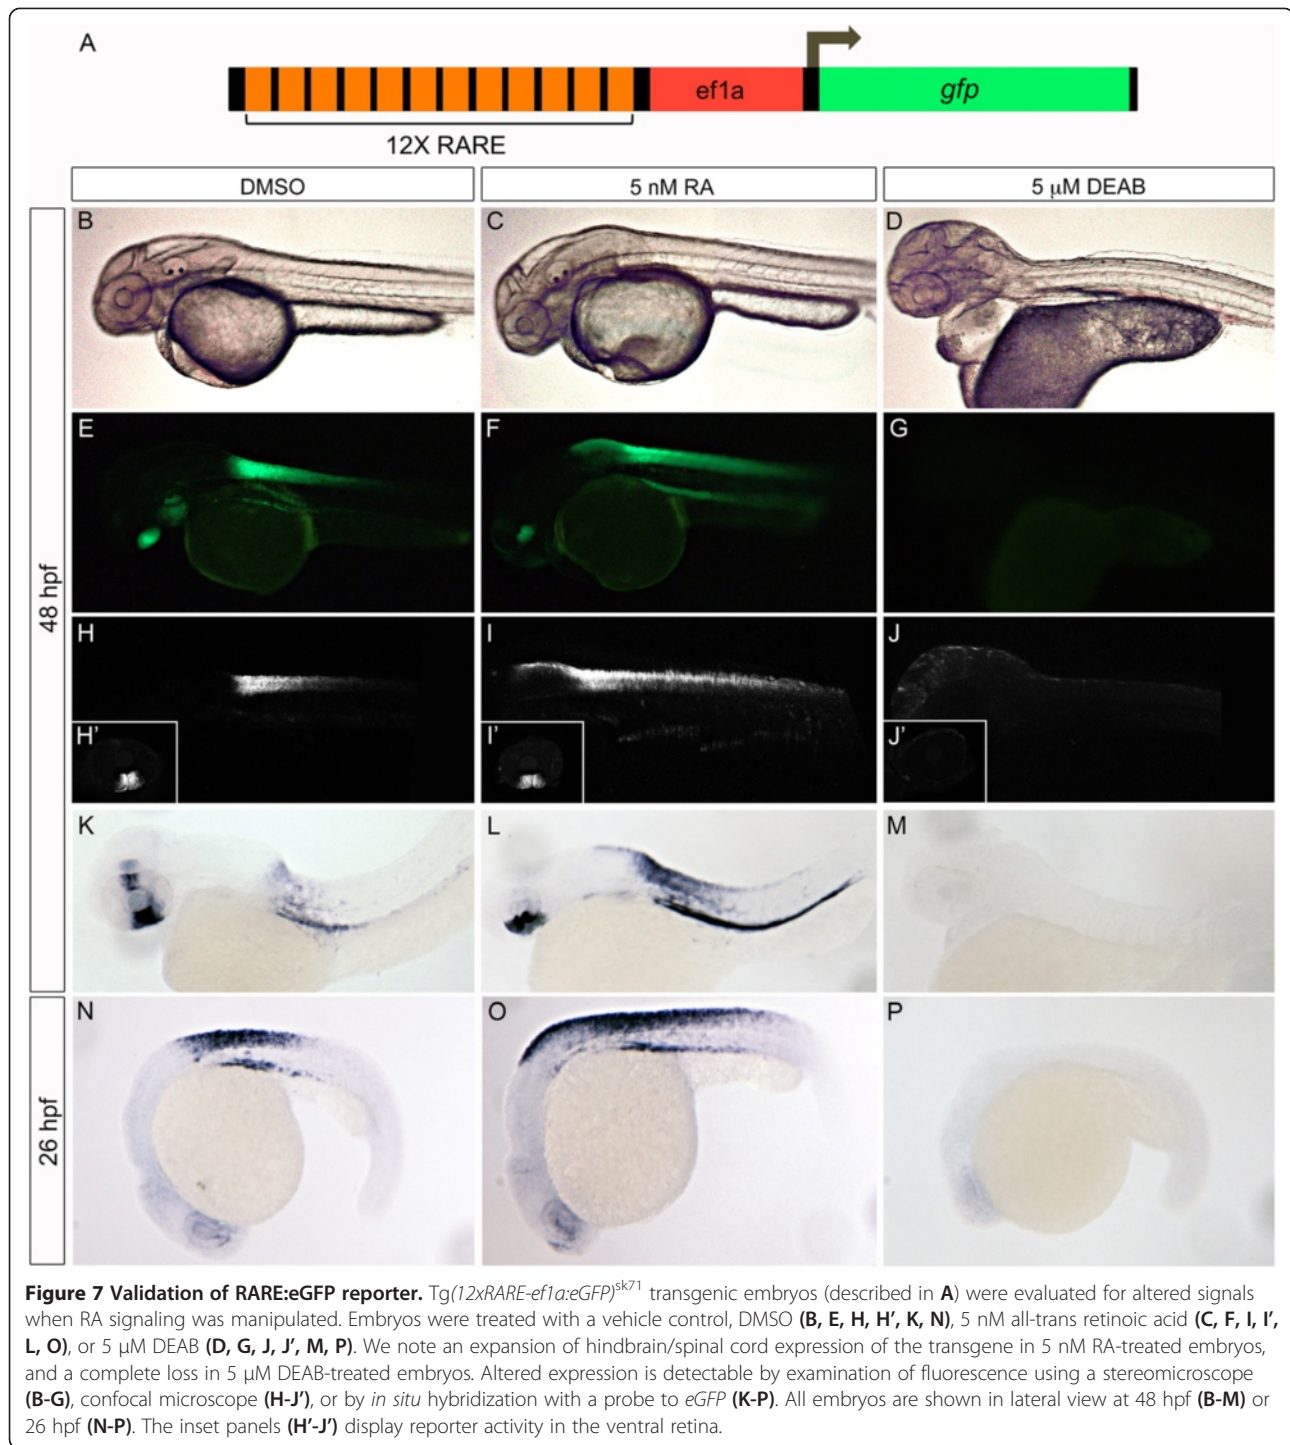 A
ef1a
gfp
12X RARE
DMSO
5 nM RA
5 μM DEAB
48 hpf
B
C
D
E
F
G
H
I
J
H'
I'
J'
K
L
M
26 hpf
N
O
P
Figure 7 Validation of RARE:eGFP reporter. Tg(12xRARE-ef1a:eGFP)sk71 transgenic embryos (described in A) were evaluated for altered signals
when RA signaling was manipulated. Embryos were treated with a vehicle control, DMSO (B, E, H, H', K, N), 5 nM all-trans retinoic acid (C, F, I, I',
L, O), or 5 μM DEAB (D, G, J, J', M, P). We note an expansion of hindbrain/spinal cord expression of the transgene in 5 nM RA-treated embryos,
and a complete loss in 5 μM DEAB-treated embryos. Altered expression is detectable by examination of fluorescence using a stereomicroscope
(B-G), confocal microscope (H-J'), or by in situ hybridization with a probe to eGFP (K-P). All embryos are shown in lateral view at 48 hpf (B-M) or
26 hpf (N-P). The inset panels (H'-J') display reporter activity in the ventral retina.